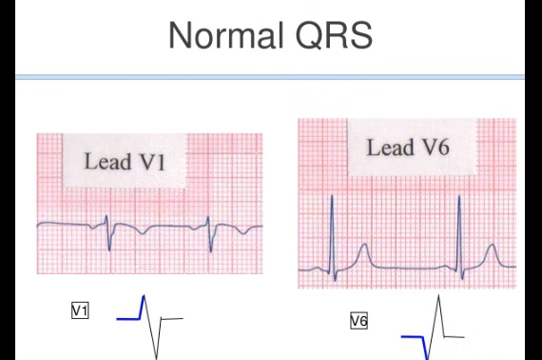 Normal QRS
Lead V1
Lead V6
V1
V6